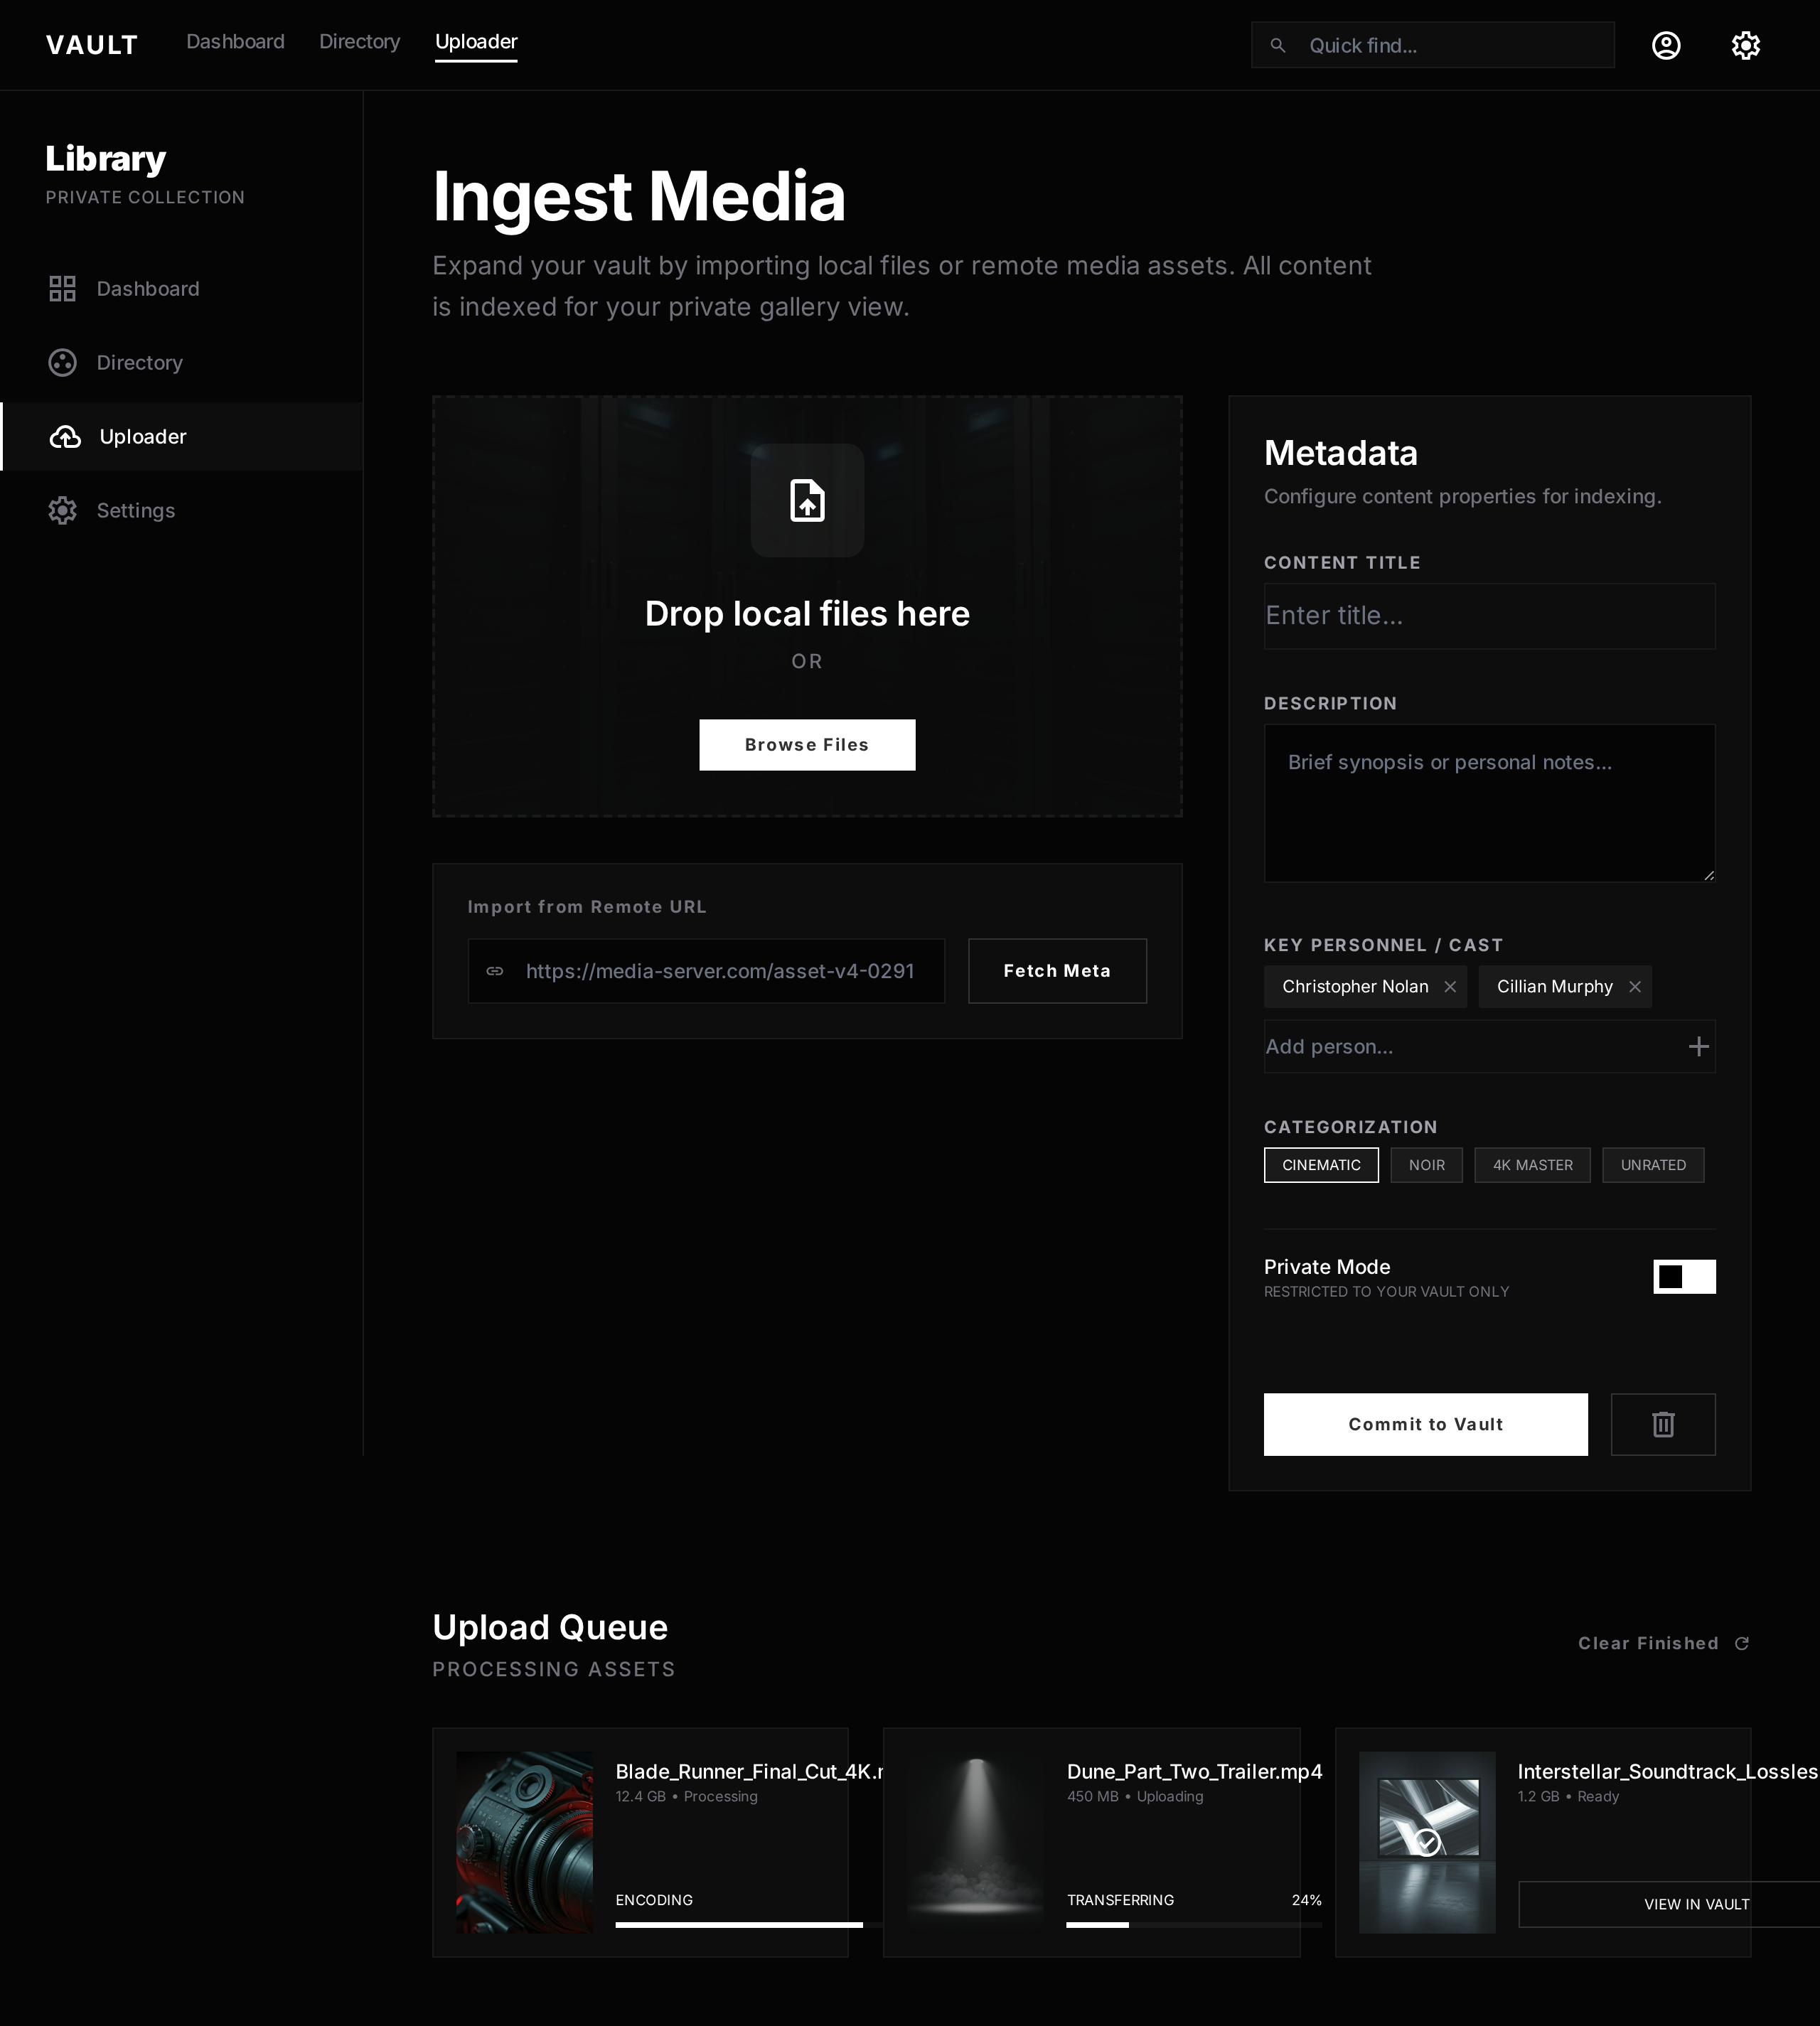 VAULT
Dashboard
Directory
Uploader
Quick find...
Library
PRIVATE COLLECTION
Dashboard
Directory
Uploader
Settings
Ingest Media
Expand your vault by importing local files or remote media assets. All content
is indexed for your private gallery view.
Drop local files here
OR
Browse Files
Import from Remote URL
https://media-server.com/asset-v4-0291
Fetch Meta
Metadata
Configure content properties for indexing.
CONTENT TITLE
Enter title...
DESCRIPTION
Brief synopsis or personal notes...
KEY PERSONNEL / CAST
Christopher Nolan
Cillian Murphy
Add person...
CATEGORIZATION
CINEMATIC
NOIR
4K MASTER
UNRATED
Private Mode
RESTRICTED TO YOUR VAULT ONLY
Commit to Vault
Upload Queue
PROCESSING ASSETS
Clear Finished
Blade_Runner_Final_Cut_4K.
12.4 GB • Processing
ENCODING
Dune_Part_Two_Trailer.mp4
450 MB • Uploading
TRANSFERRING
24%
Interstellar_Soundtrack_Lossles
1.2 GB • Ready
VIEW IN VAULT